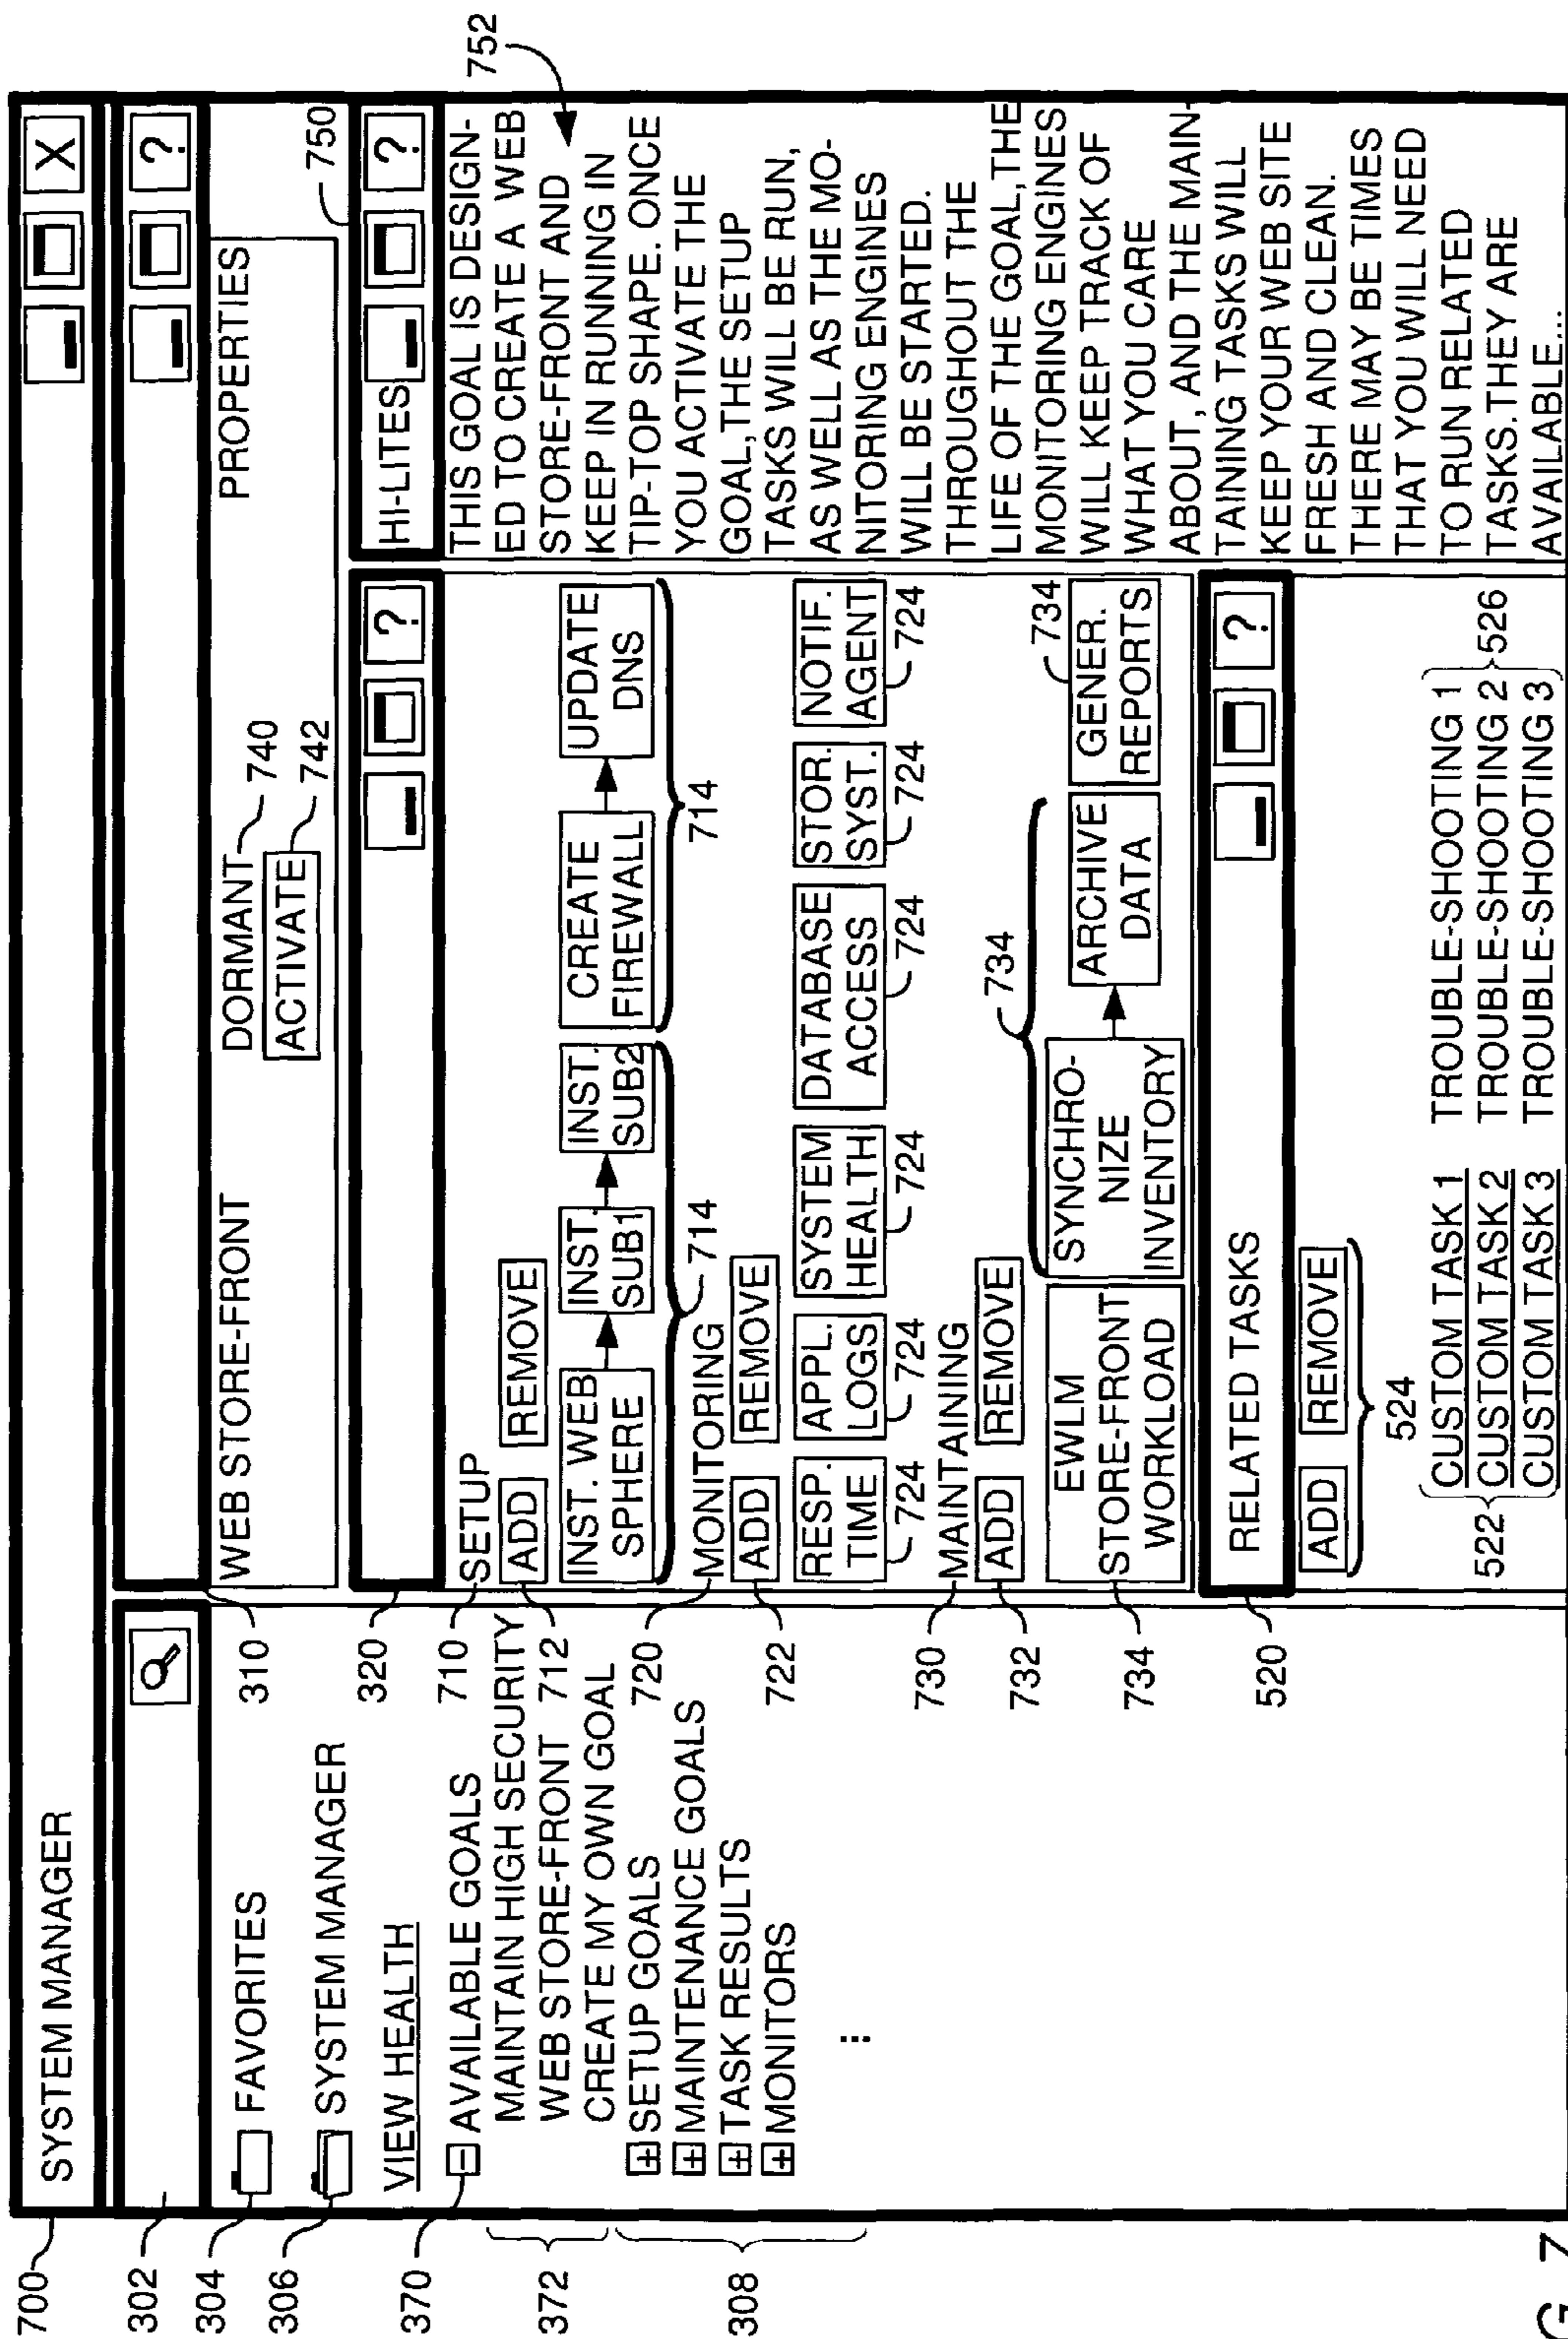 700
SYSTEM MANAGER
X
302
?
304
FAVORITES
310
WEB STORE-FRONT
DORMANT
740
PROPERTIES
306
SYSTEM MANAGER
ACTIVATE
742
750
VIEW HEALTH
320
?
HI-LITES
?
370
AVAILABLE GOALS
372
MAINTAIN HIGH SECURITY
WEB STORE-FRONT
CREATE MY OWN GOAL
308
SETUP GOALS
MAINTENANCE GOALS
TASK RESULTS
MONITORS
...
710
SETUP
712
ADD
REMOVE
INST. WEB
SPHERE
INST.
SUB1
INST.
SUB2
CREATE
FIREWALL
UPDATE
DNS
714
714
720
MONITORING
722
ADD
REMOVE
RESP.
TIME
APPL.
LOGS
SYSTEM
HEALTH
DATABASE
ACCESS
STOR.
SYST.
NOTIF.
AGENT
724
724
724
724
724
724
730
MAINTAINING
732
ADD
REMOVE
734
734
734
EWLM
STORE-FRONT
WORKLOAD
SYNCHRO-
NIZE
INVENTORY
ARCHIVE
DATA
GENER.
REPORTS
520
RELATED TASKS
?
ADD
REMOVE
524
522
CUSTOM TASK 1
CUSTOM TASK 2
CUSTOM TASK 3
TROUBLE-SHOOTING 1
TROUBLE-SHOOTING 2
TROUBLE-SHOOTING 3
526
752
THIS GOAL IS DESIGN-
ED TO CREATE A WEB
STORE-FRONT AND
KEEP IN RUNNING IN
TIP-TOP SHAPE. ONCE
YOU ACTIVATE THE
GOAL,THE SETUP
TASKS WILL BE RUN,
AS WELL AS THE MO-
NITORING ENGINES
WILL BE STARTED.
THROUGHOUT THE
LIFE OF THE GOAL,THE
MONITORING ENGINES
WILL KEEP TRACK OF
WHAT YOU CARE
ABOUT, AND THE MAIN-
TAINING TASKS WILL
KEEP YOUR WEB SITE
FRESH AND CLEAN.
THERE MAY BE TIMES
THAT YOU WILL NEED
TO RUN RELATED
TASKS.THEY ARE
AVAILABLE...